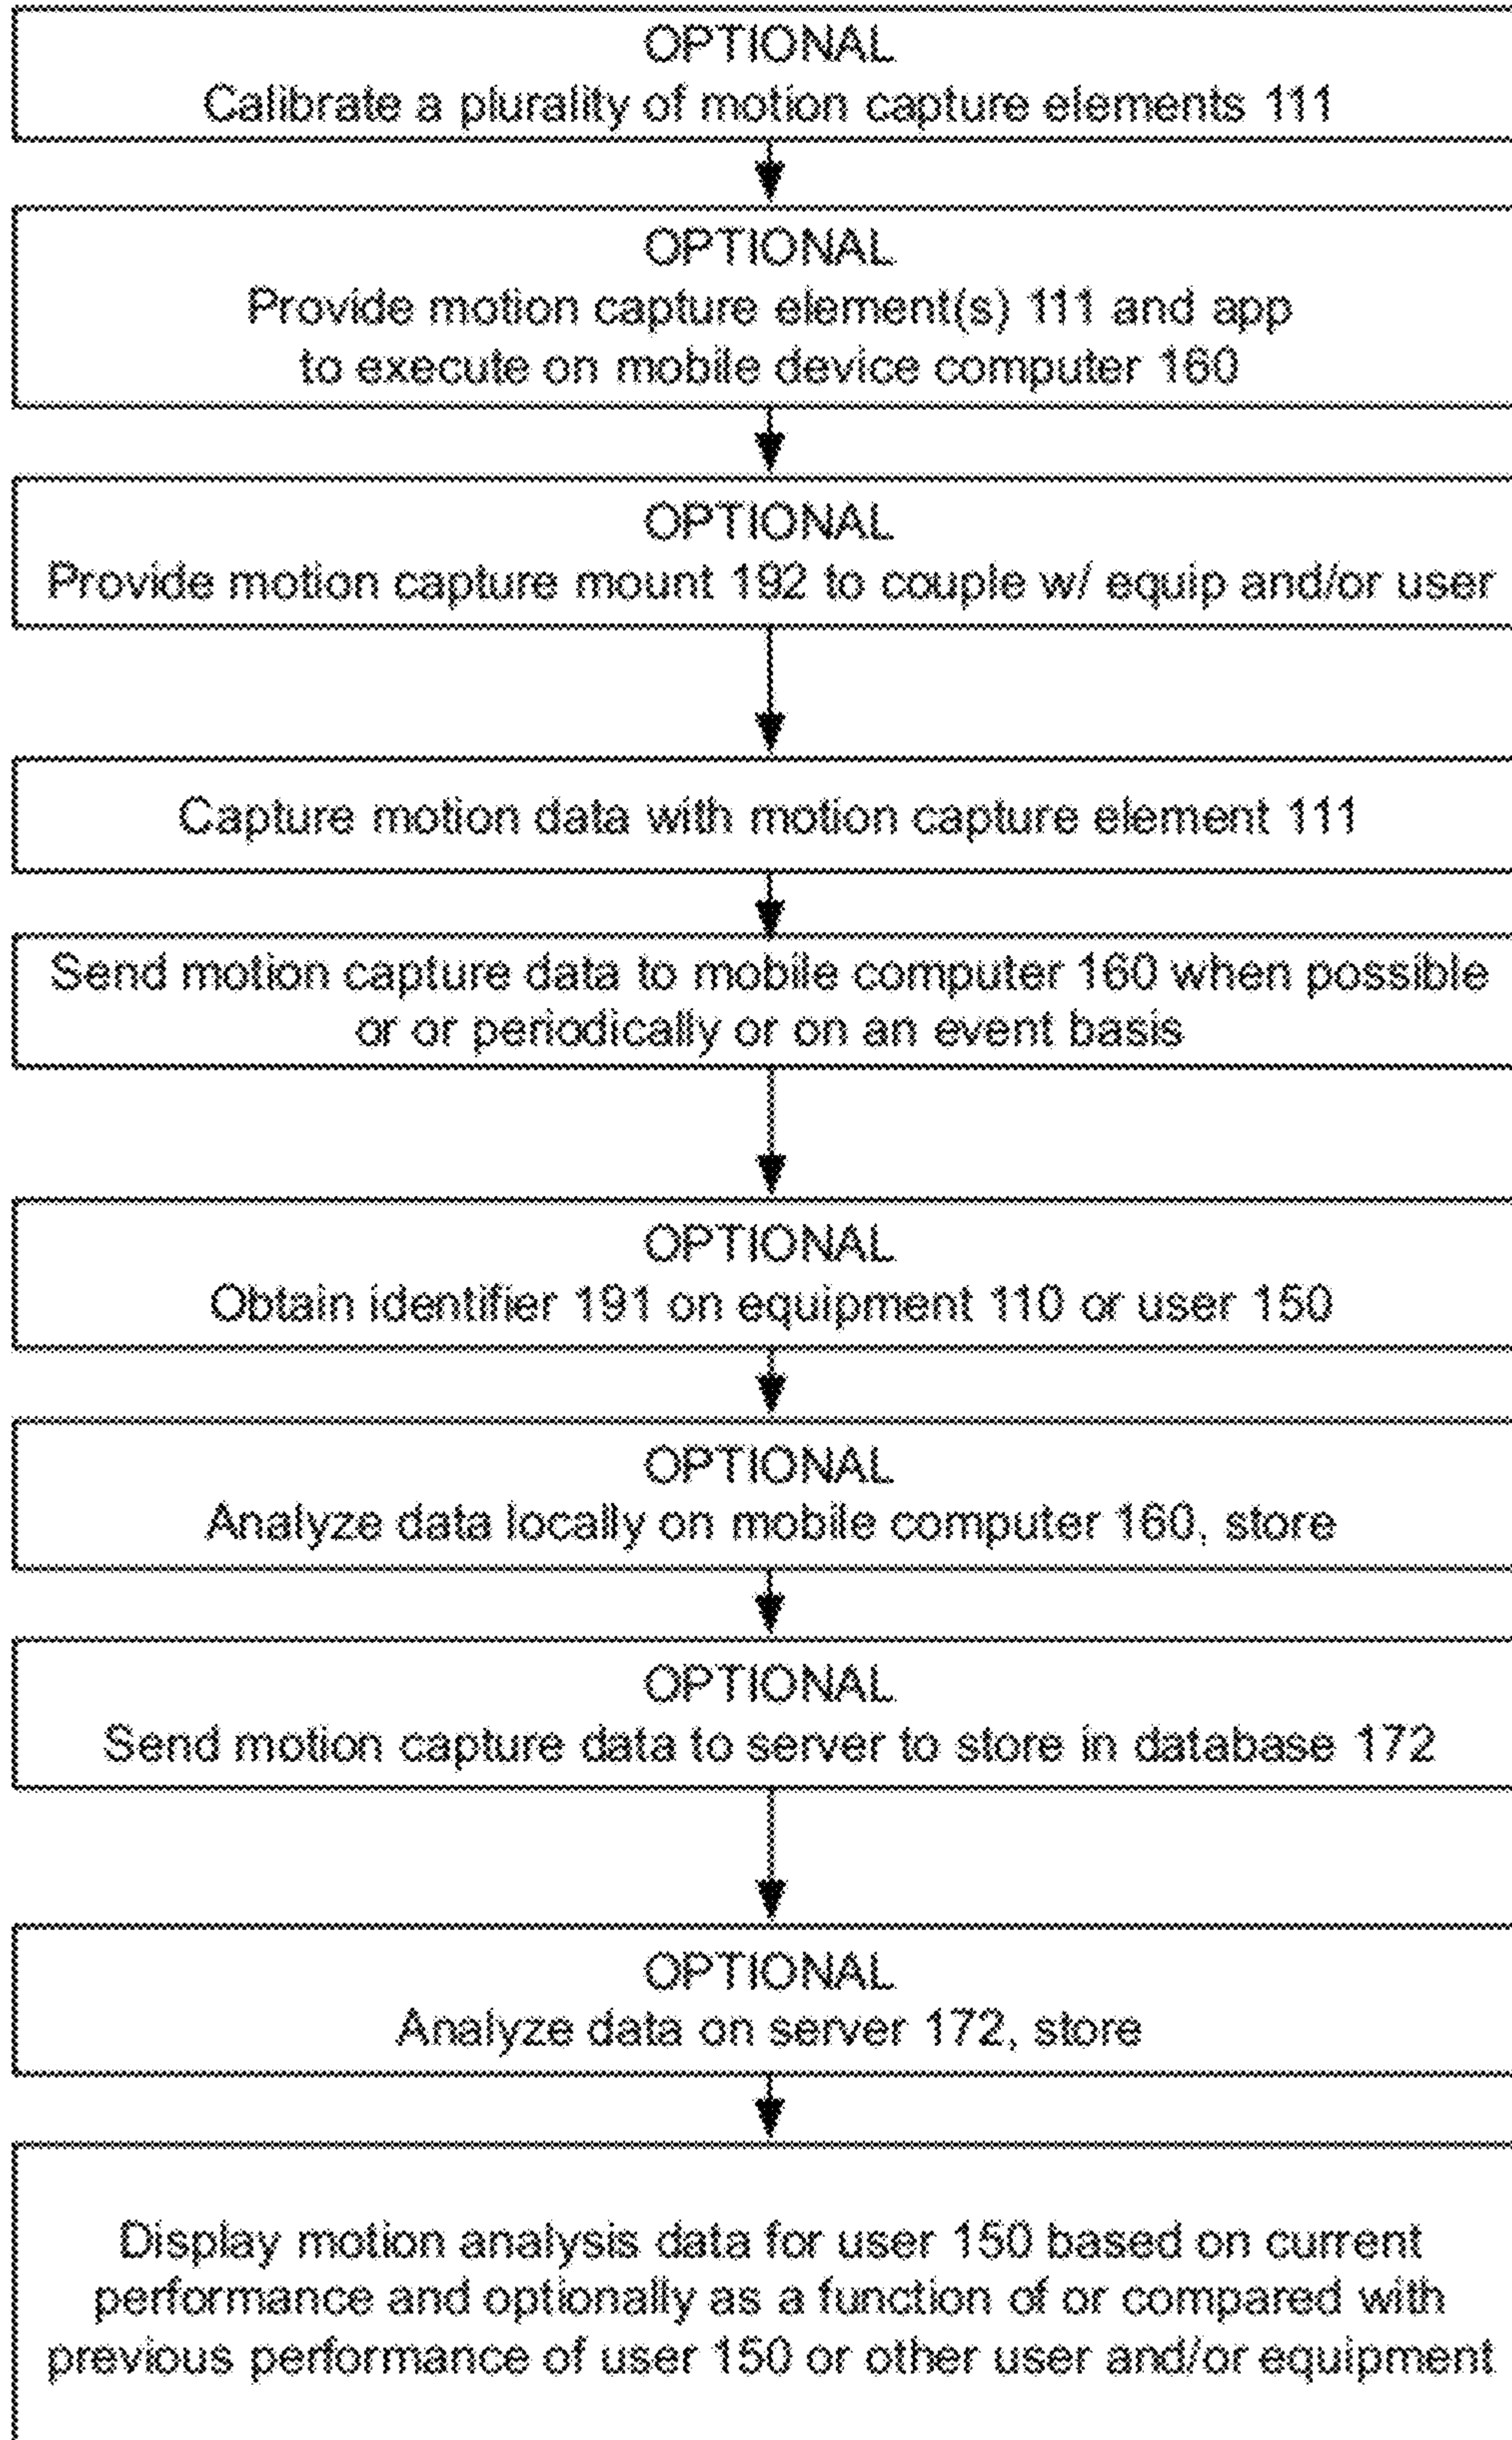 OPTIONAL
Calibrate a plurality of motion capture elements 111
OPTIONAL
Provide motion capture element(s) 111 and app
to execute on mobile device computer 160
OPTIONAL
Provide motion capture mount 192 to couple w/ equip and/or user
Capture motion data with motion capture element 111
Send motion capture data to mobile computer 160 when possible
or or periodically or on an event basis
OPTIONAL
Obtain identifier 191 on equipment 110 or user 150
OPTIONAL
Analyze data locally on mobile computer 160, store
OPTIONAL
Send motion capture data to server to store in database 172
OPTIONAL
Analyze data on server 172, store
Display motion analysis data for user 150 based on current
performance and optionally as a function of or compared with
previous performance of user 150 or other user and/or equipment